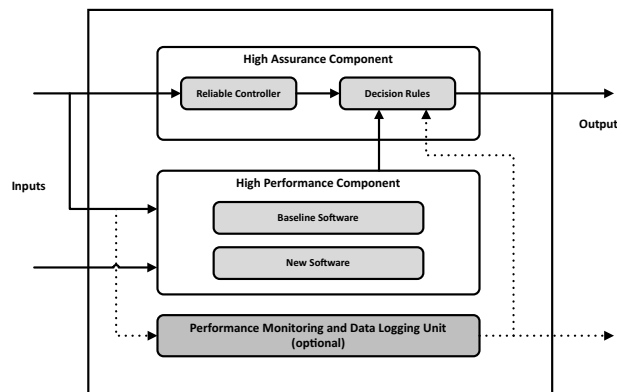 High Assurance Component
Reliable Controller
Decision Rules
Output
Inputs
High Performance Component
Baseline Software
New Software
Performance Monitoring and Data Logging Unit
(optional)